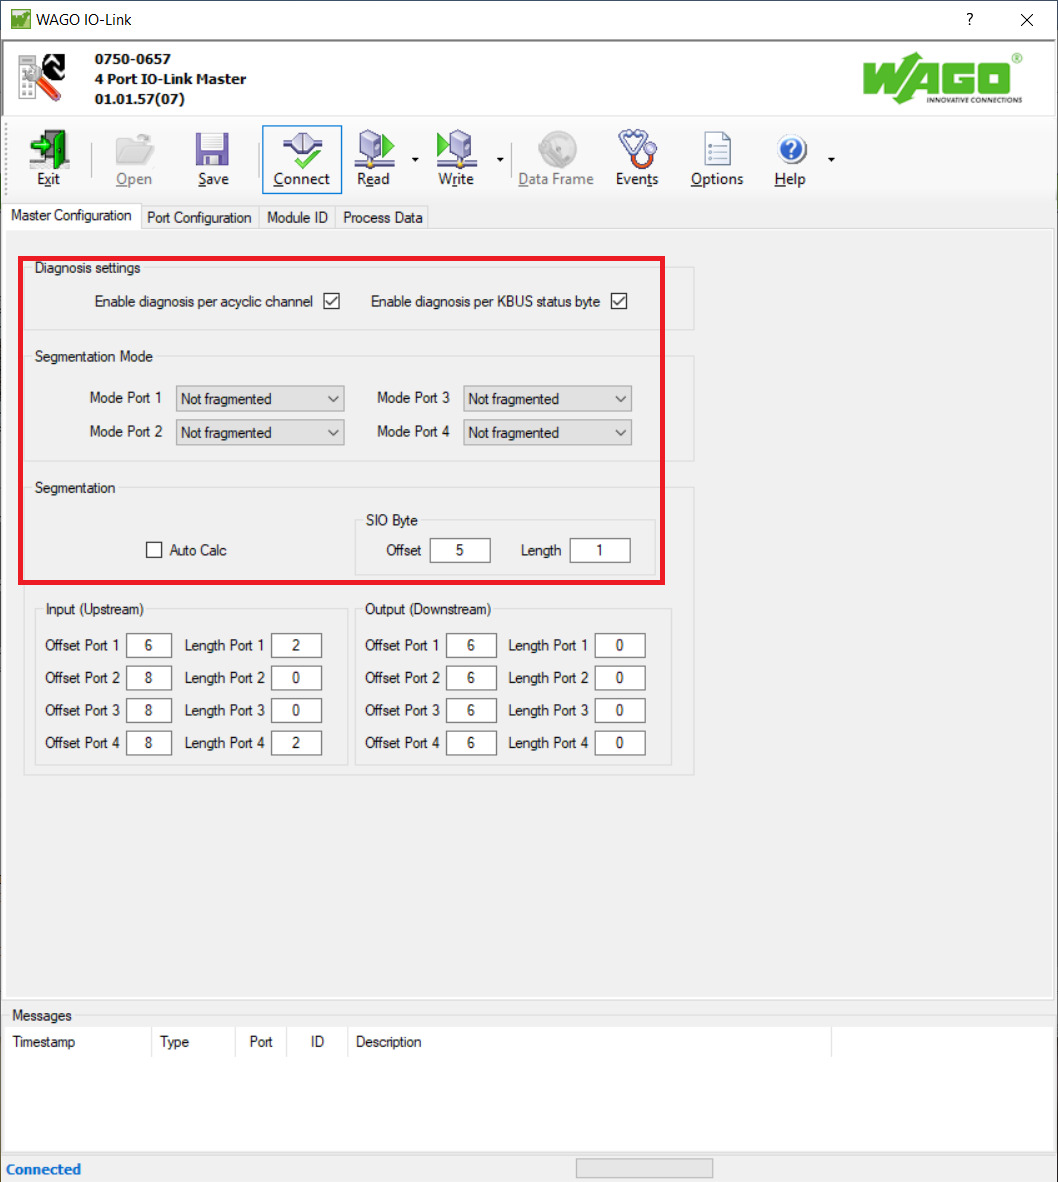 WAGO IO-Link ?
0750-0657
4 Port IO-Link Master
01.01.57(07)
WAGO®
INNOVATIVE CONNECTIONS
Exit Open Save Connect Read Write Data Frame Events Options Help
Master Configuration Port Configuration Module ID Process Data
Diagnosis settings
Enable diagnosis per acyclic channel Enable diagnosis per KBUS status byte
Segmentation Mode
Mode Port 1 Not fragmented Mode Port 3 Not fragmented
Mode Port 2 Not fragmented Mode Port 4 Not fragmented
Segmentation
SIO Byte
Auto Calc Offset 5 Length 1
Input (Upstream) Output (Downstream)
Offset Port 1 6 Length Port 1 2 Offset Port 1 6 Length Port 1 0
Offset Port 2 8 Length Port 2 0 Offset Port 2 6 Length Port 2 0
Offset Port 3 8 Length Port 3 0 Offset Port 3 6 Length Port 3 0
Offset Port 4 8 Length Port 4 2 Offset Port 4 6 Length Port 4 0
Messages
Timestamp Type Port ID Description
Connected